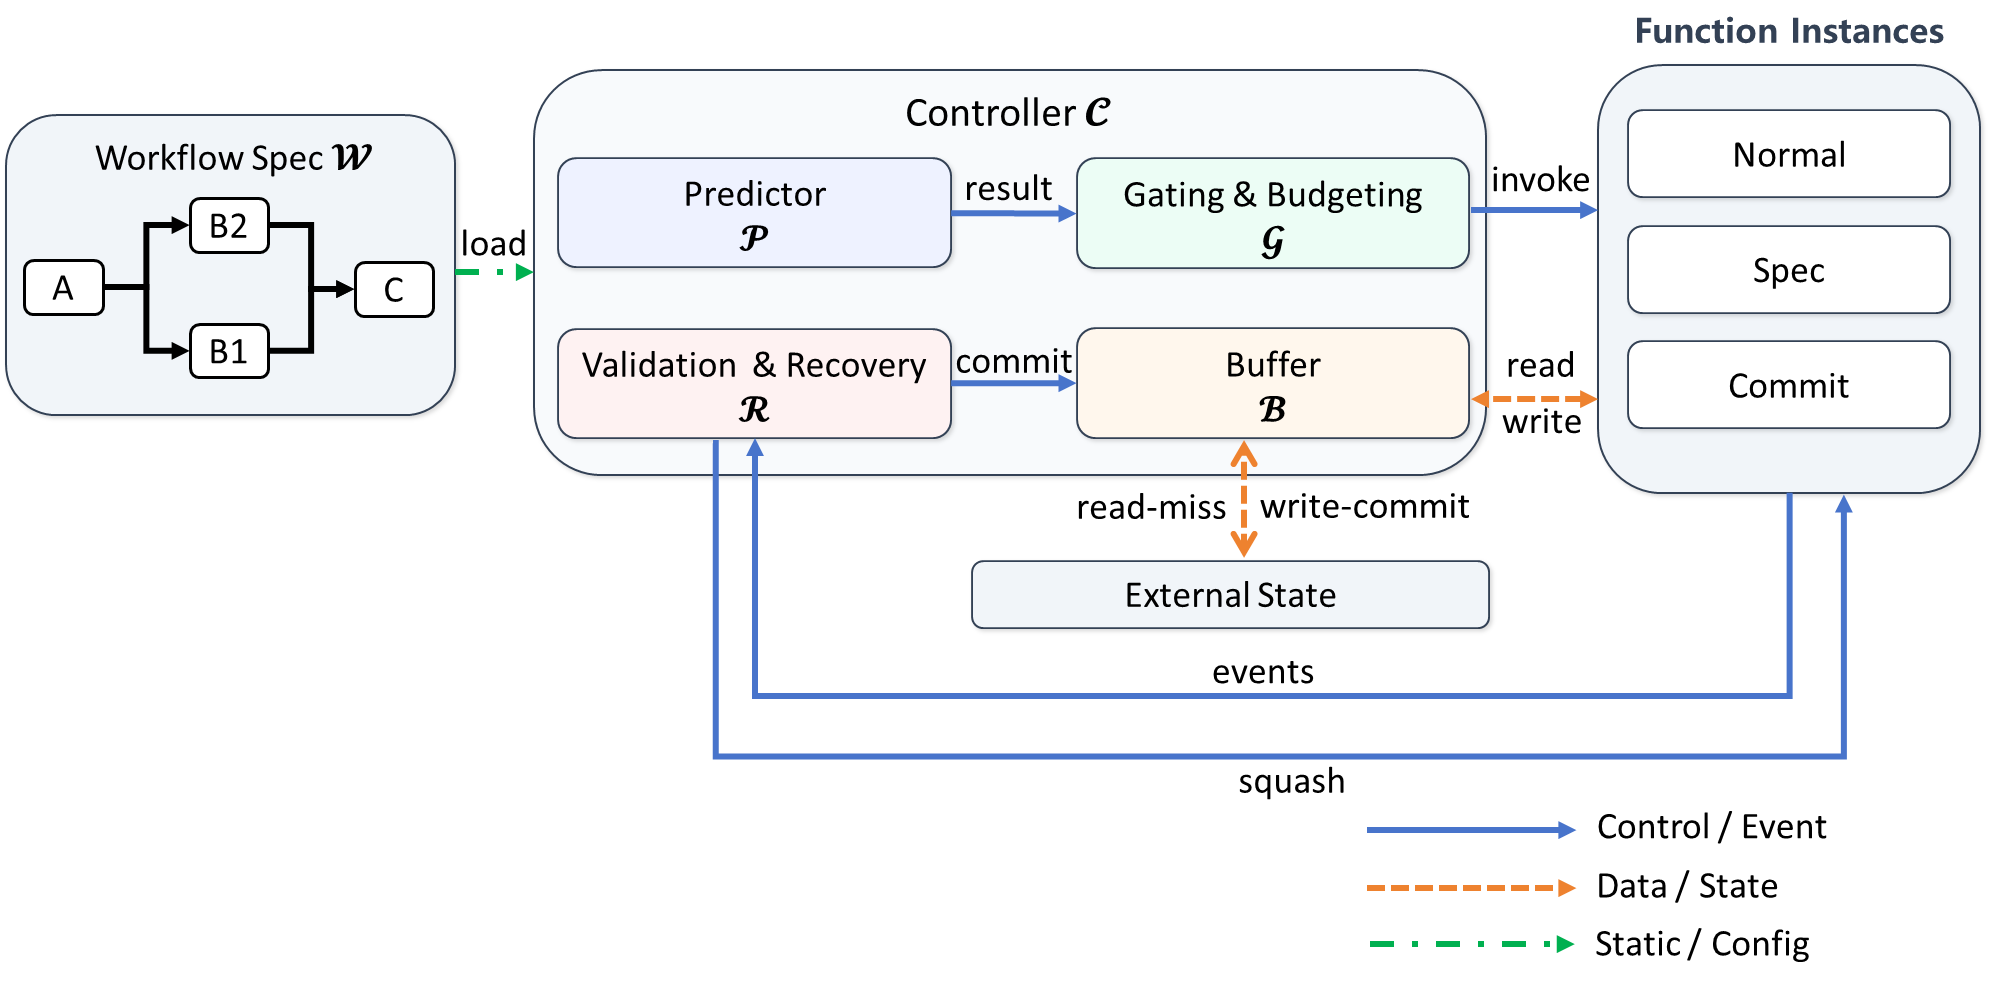 Function Instances
Workflow Spec 𝓦
A
B2
B1
C
load
Controller 𝓒
Predictor
𝓟
result
Gating & Budgeting
𝓖
invoke
Validation & Recovery
𝓡
commit
Buffer
𝓑
read
write
Normal
Spec
Commit
read-miss
write-commit
External State
events
squash
Control / Event
Data / State
Static / Config